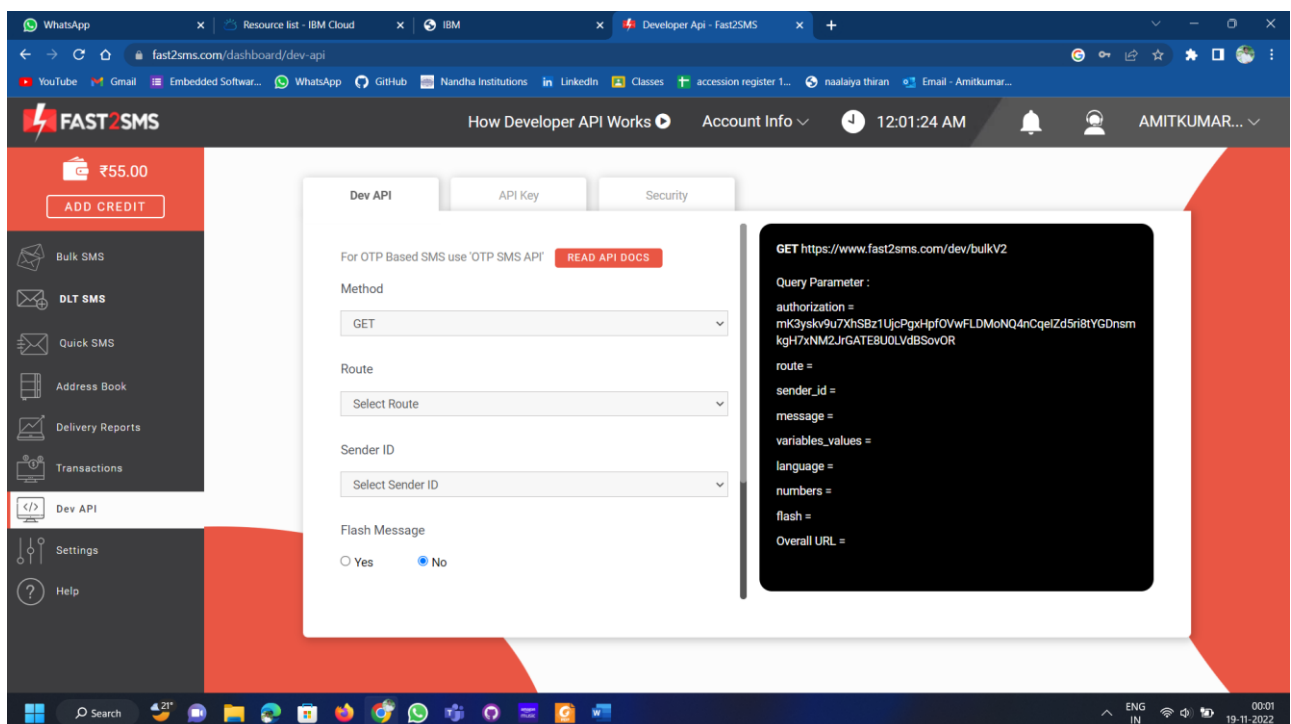 WhatsApp
Resource list - IBM Cloud
IBM
Developer Api - Fast2SMS
fast2sms.com/dashboard/dev-api
YouTube
Gmail
Embedded Softwar...
WhatsApp
GitHub
Nandha Institutions
LinkedIn
Classes
accession register 1...
naalaiya thiran
Email - Amitkumar...
FAST2SMS
How Developer API Works
Account Info
12:01:24 AM
AMITKUMAR...
₹55.00
ADD CREDIT
Bulk SMS
DLT SMS
Quick SMS
Address Book
Delivery Reports
Transactions
Dev API
Settings
Help
Dev API
API Key
Security
For OTP Based SMS use 'OTP SMS API'
READ API DOCS
Method
GET
Route
Select Route
Sender ID
Select Sender ID
Flash Message
Yes
No
GET https://www.fast2sms.com/dev/bulkV2
Query Parameter :
authorization =
mK3yskv9u7XhSBz1UjcPgxHpfOVwFLDMoNQ4nCqeIZd5ri8tYGDnsm
kgH7xNM2JrGATE8U0LVdBSovOR
route =
sender_id =
message =
variables_values =
language =
numbers =
flash =
Overall URL =
21°
Search
ENG
IN
00:01
19-11-2022